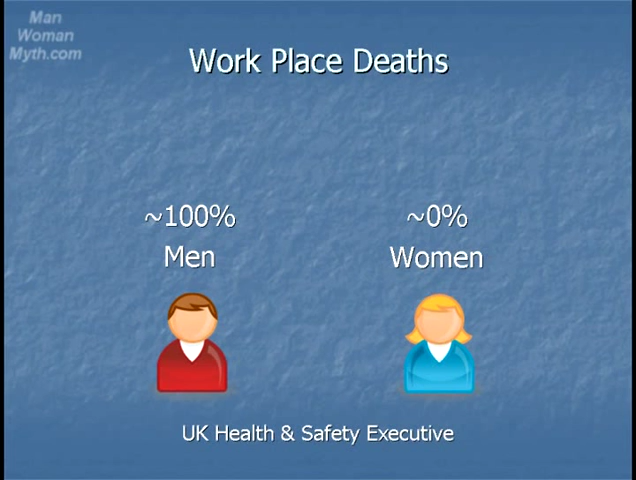 Man
Woman
Myth.com
Work Place Deaths
~100% ~0%
Men Women
UK Health & Safety Executive